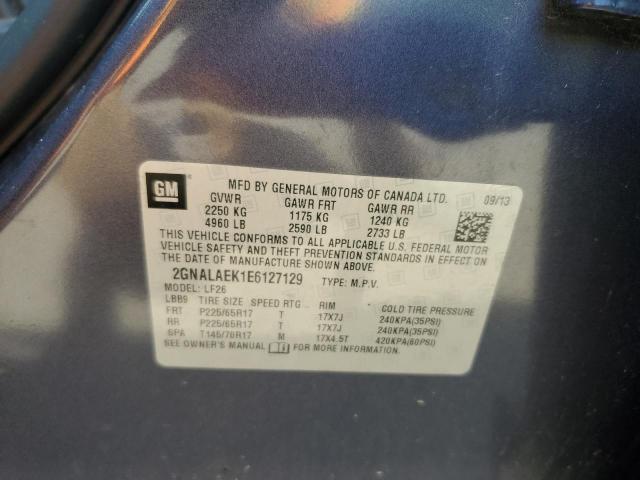 GM MFD BY GENERAL MOTORS OF CANADA LTD. 09/13
GVWR GAWR FRT GAWR RR
2250 KG 1175 KG 1240 KG
4960 LB 2590 LB 2733 LB
THIS VEHICLE CONFORMS TO ALL APPLICABLE U.S. FEDERAL MOTOR
VEHICLE SAFETY AND THEFT PREVENTION STANDARDS IN EFFECT ON
THE DATE OF MANUFACTURE SHOWN ABOVE.
2GNALAEK1E6127129 TYPE: M.P.V.
MODEL: LF26
LBB9 TIRE SIZE SPEED RTG RIM COLD TIRE PRESSURE
FRT P225/65R17 T 17X7J 240KPA(35PSI)
RR P225/65R17 T 17X7J 240KPA(35PSI)
SPA T145/70R17 M 17X4.5T 420KPA(60PSI)
SEE OWNER'S MANUAL FOR MORE INFORMATION.